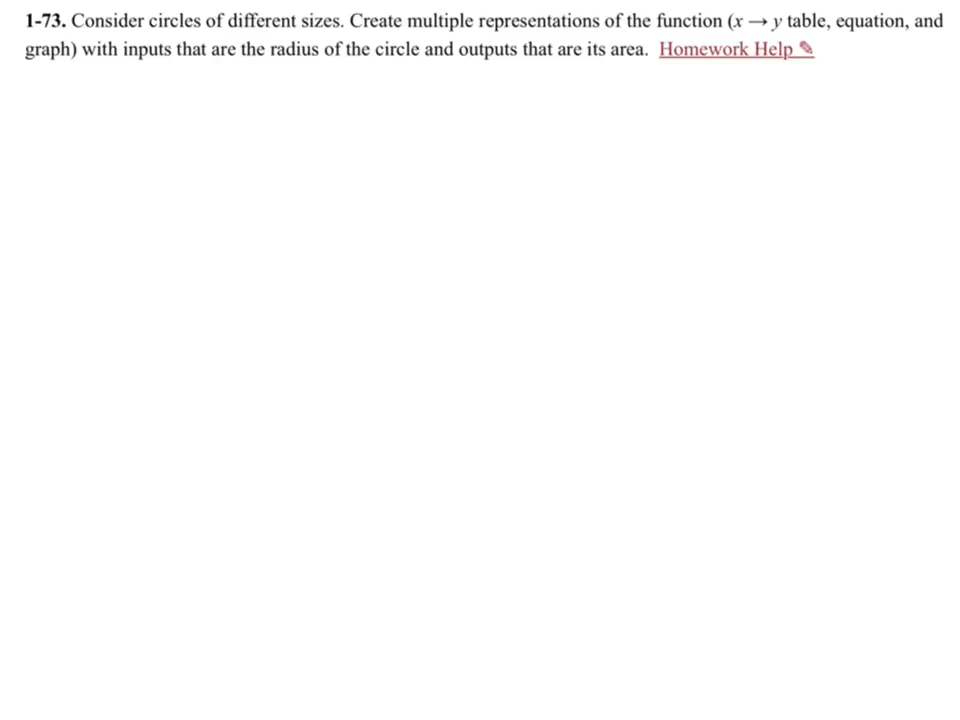 1-73. Consider circles of different sizes. Create multiple representations of the function (x → y table, equation, and
graph) with inputs that are the radius of the circle and outputs that are its area. Homework Help ✎